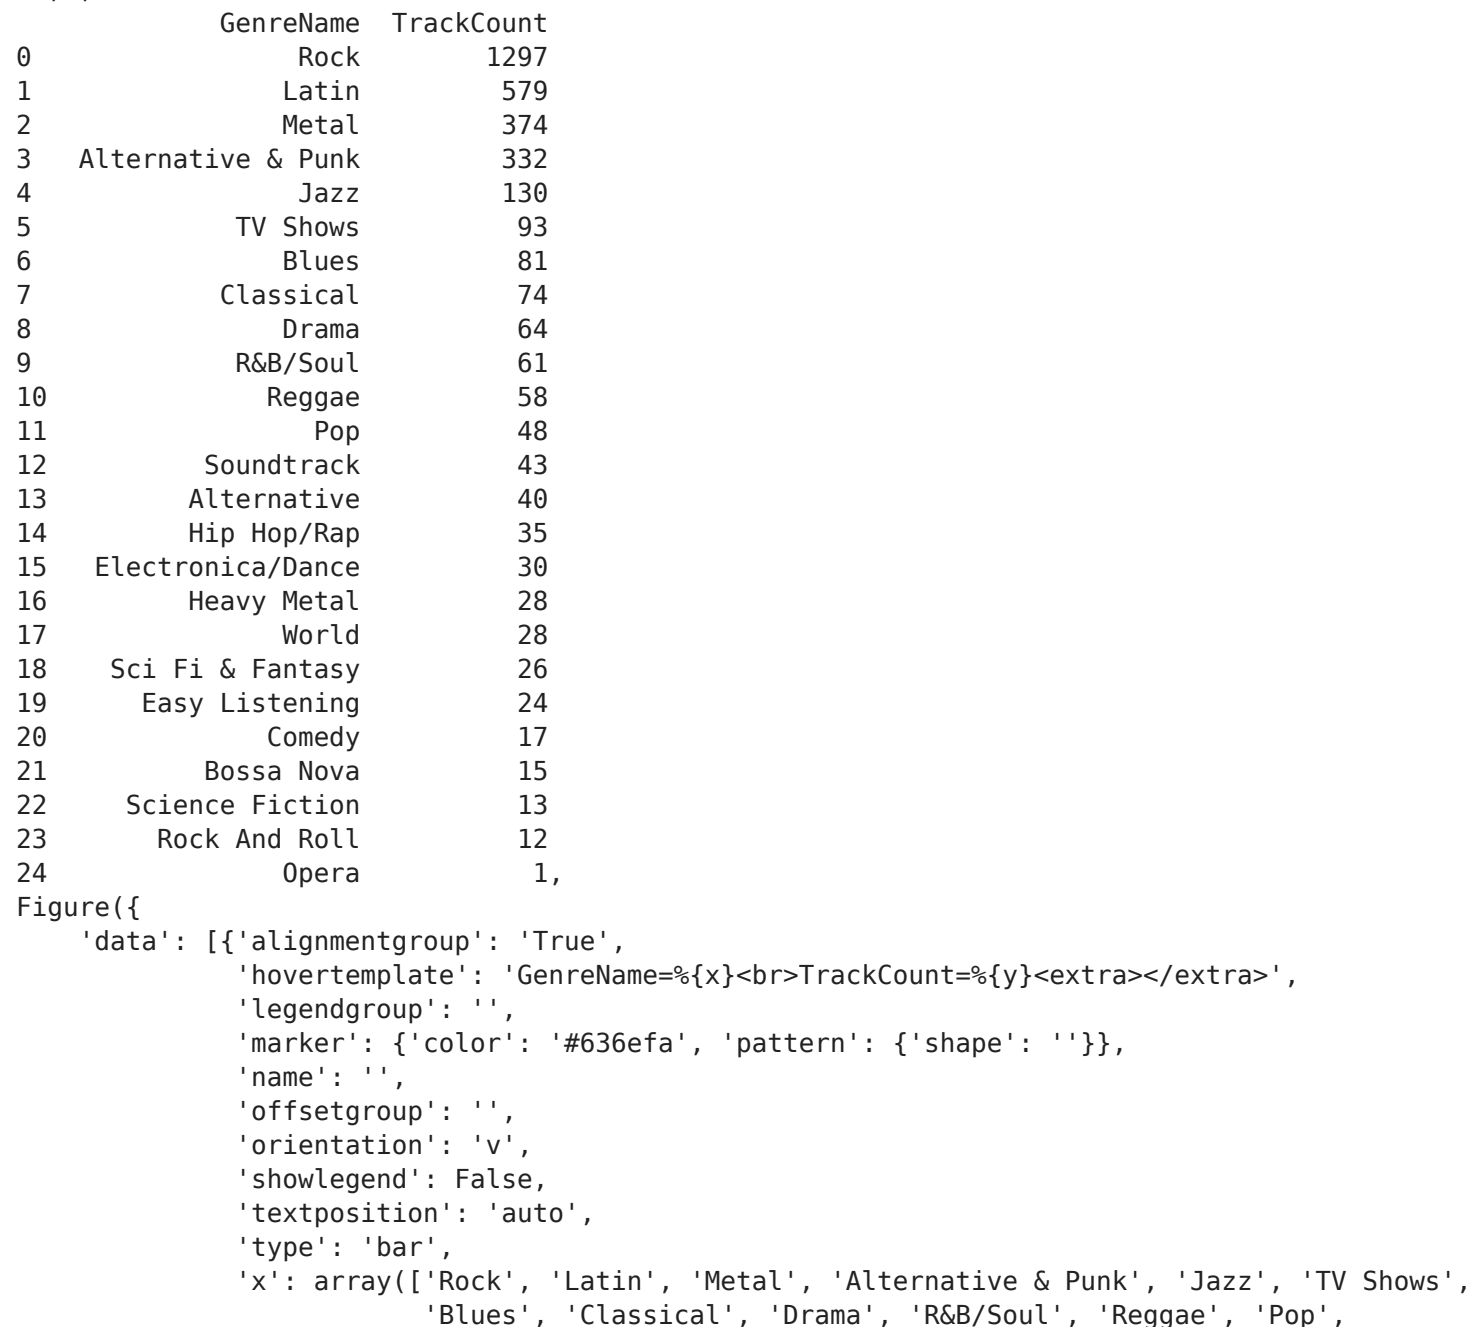 GenreName  TrackCount
0                 Rock        1297
1                Latin         579
2                Metal         374
3   Alternative & Punk         332
4                 Jazz         130
5             TV Shows          93
6                Blues          81
7            Classical          74
8                Drama          64
9             R&B/Soul          61
10              Reggae          58
11                 Pop          48
12          Soundtrack          43
13         Alternative          40
14         Hip Hop/Rap          35
15   Electronica/Dance          30
16         Heavy Metal          28
17               World          28
18    Sci Fi & Fantasy          26
19      Easy Listening          24
20              Comedy          17
21          Bossa Nova          15
22     Science Fiction          13
23       Rock And Roll          12
24               Opera           1,
Figure({
    'data': [{'alignmentgroup': 'True',
              'hovertemplate': 'GenreName=%{x}<br>TrackCount=%{y}<extra></extra>',
              'legendgroup': '',
              'marker': {'color': '#636efa', 'pattern': {'shape': ''}},
              'name': '',
              'offsetgroup': '',
              'orientation': 'v',
              'showlegend': False,
              'textposition': 'auto',
              'type': 'bar',
              'x': array(['Rock', 'Latin', 'Metal', 'Alternative & Punk', 'Jazz', 'TV Shows',
                          'Blues', 'Classical', 'Drama', 'R&B/Soul', 'Reggae', 'Pop',